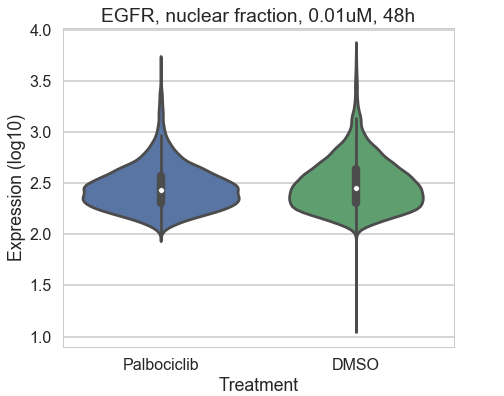 EGFR, nuclear fraction, 0.01uM, 48h
4.0
3.5
3.0
2.5
2.0
1.5
1.0
Expression (log10)
Palbociclib DMSO
Treatment